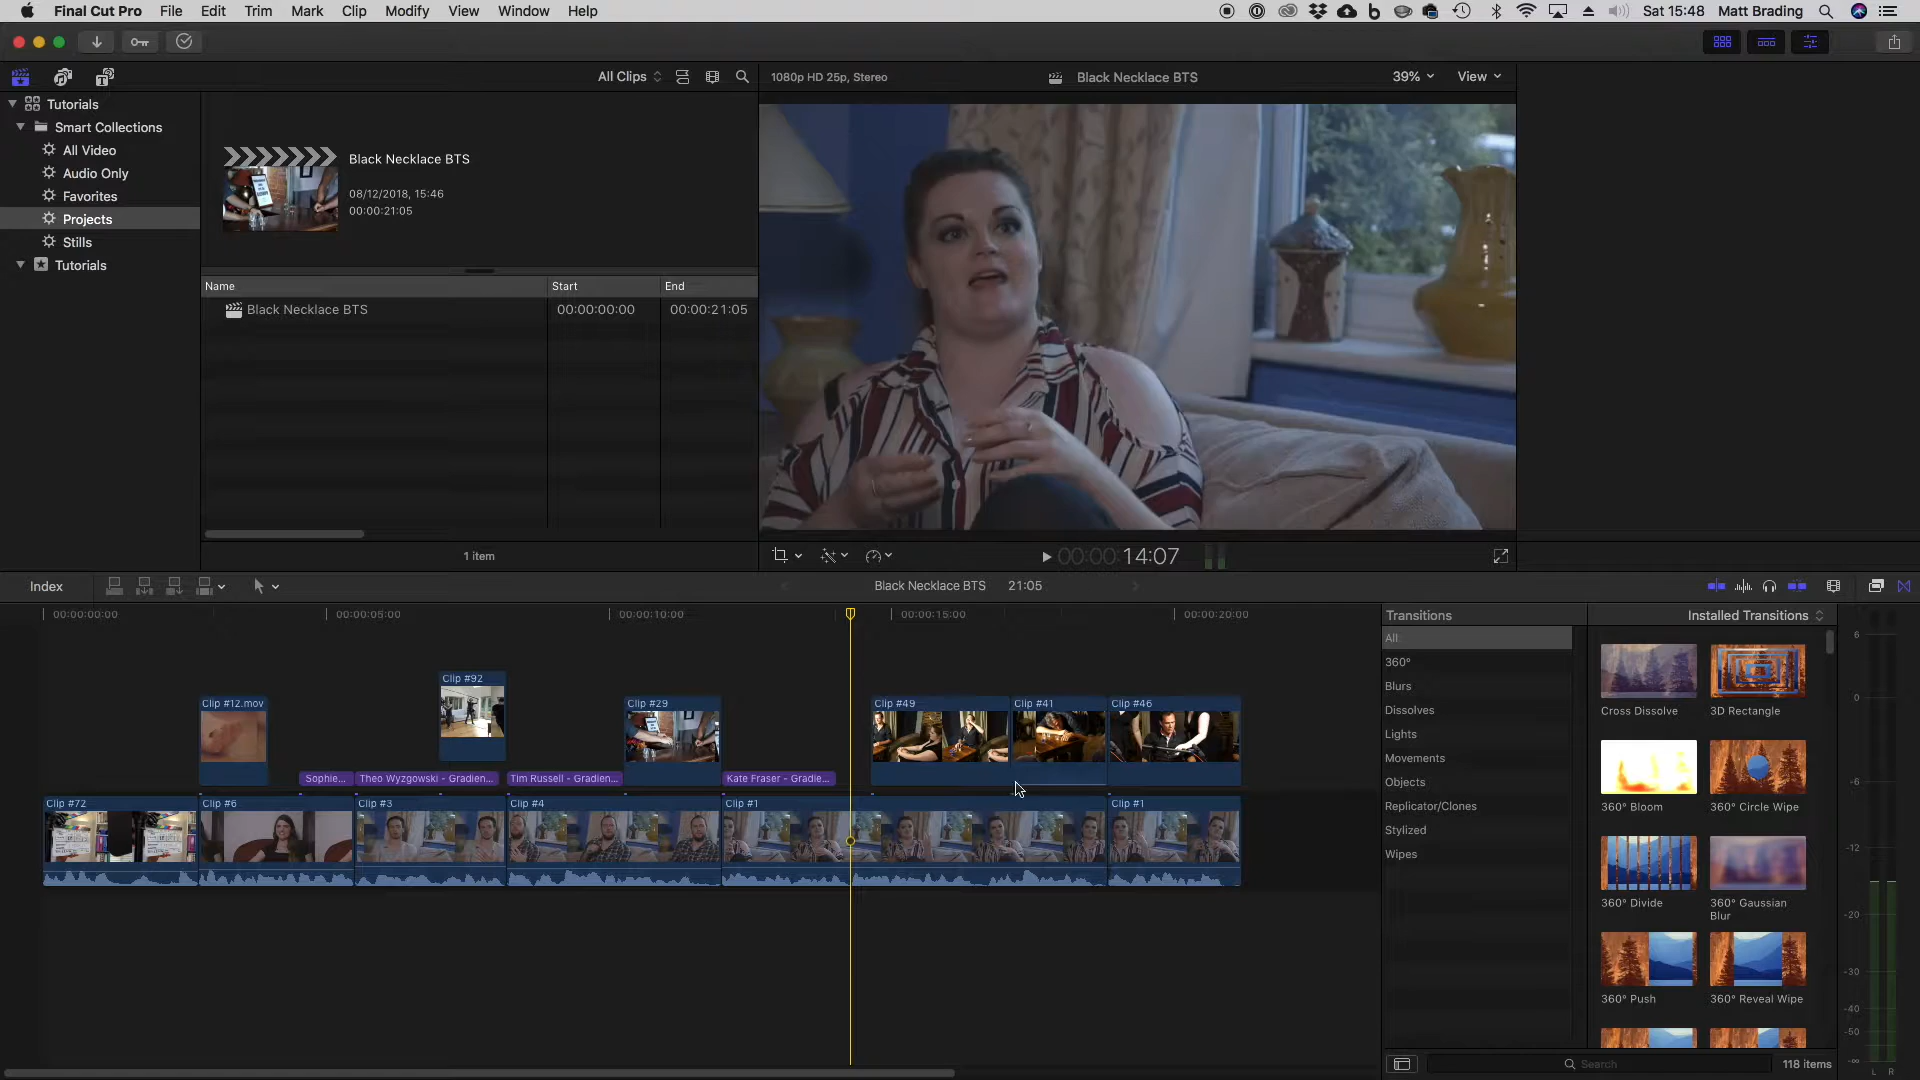 Final Cut Pro File Edit Trim Mark Clip Modify View Window Help Sat 15:48 Matt Brading
All Clips 1080p HD 25p, Stereo Black Necklace BTS 39% View
Tutorials
Smart Collections
All Video
Audio Only
Favorites
Projects
Stills
Tutorials
Black Necklace BTS
08/12/2018, 15:46
00:00:21:05
Name Start End
Black Necklace BTS 00:00:00:00 00:00:21:05
1 item
00:00:14:07
Index Black Necklace BTS 21:05
00:00:00:00 00:00:05:00 00:00:10:00 00:00:15:00 00:00:20:00
Clip #92
Clip #12.mov Clip #29 Clip #49 Clip #41 Clip #46
Sophie... Theo Wyzgowski - Gradien... Tim Russell - Gradien... Kate Fraser - Gradie...
Clip #72 Clip #6 Clip #3 Clip #4 Clip #1 Clip #1
Transitions Installed Transitions
All
360°
Blurs
Dissolves
Lights
Movements
Objects
Replicator/Clones
Stylized
Wipes
Cross Dissolve 3D Rectangle
360° Bloom 360° Circle Wipe
360° Divide 360° Gaussian Blur
360° Push 360° Reveal Wipe
Search 118 items
6
0
-6
-12
-20
-30
-40
-50
-∞
L R